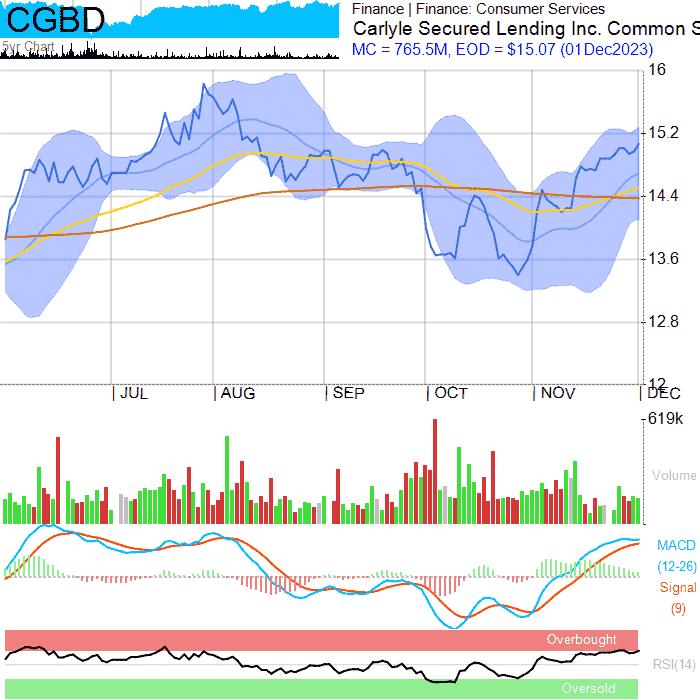 CGBD
5yr Chart
Finance | Finance: Consumer Services
Carlyle Secured Lending Inc. Common S
MC = 765.5M, EOD = $15.07 (01Dec2023)
16
15.2
14.4
13.6
12.8
12
JUL
AUG
SEP
OCT
NOV
DEC
619k
Volume
MACD
(12-26)
Signal
(9)
Overbought
RSI(14)
Oversold